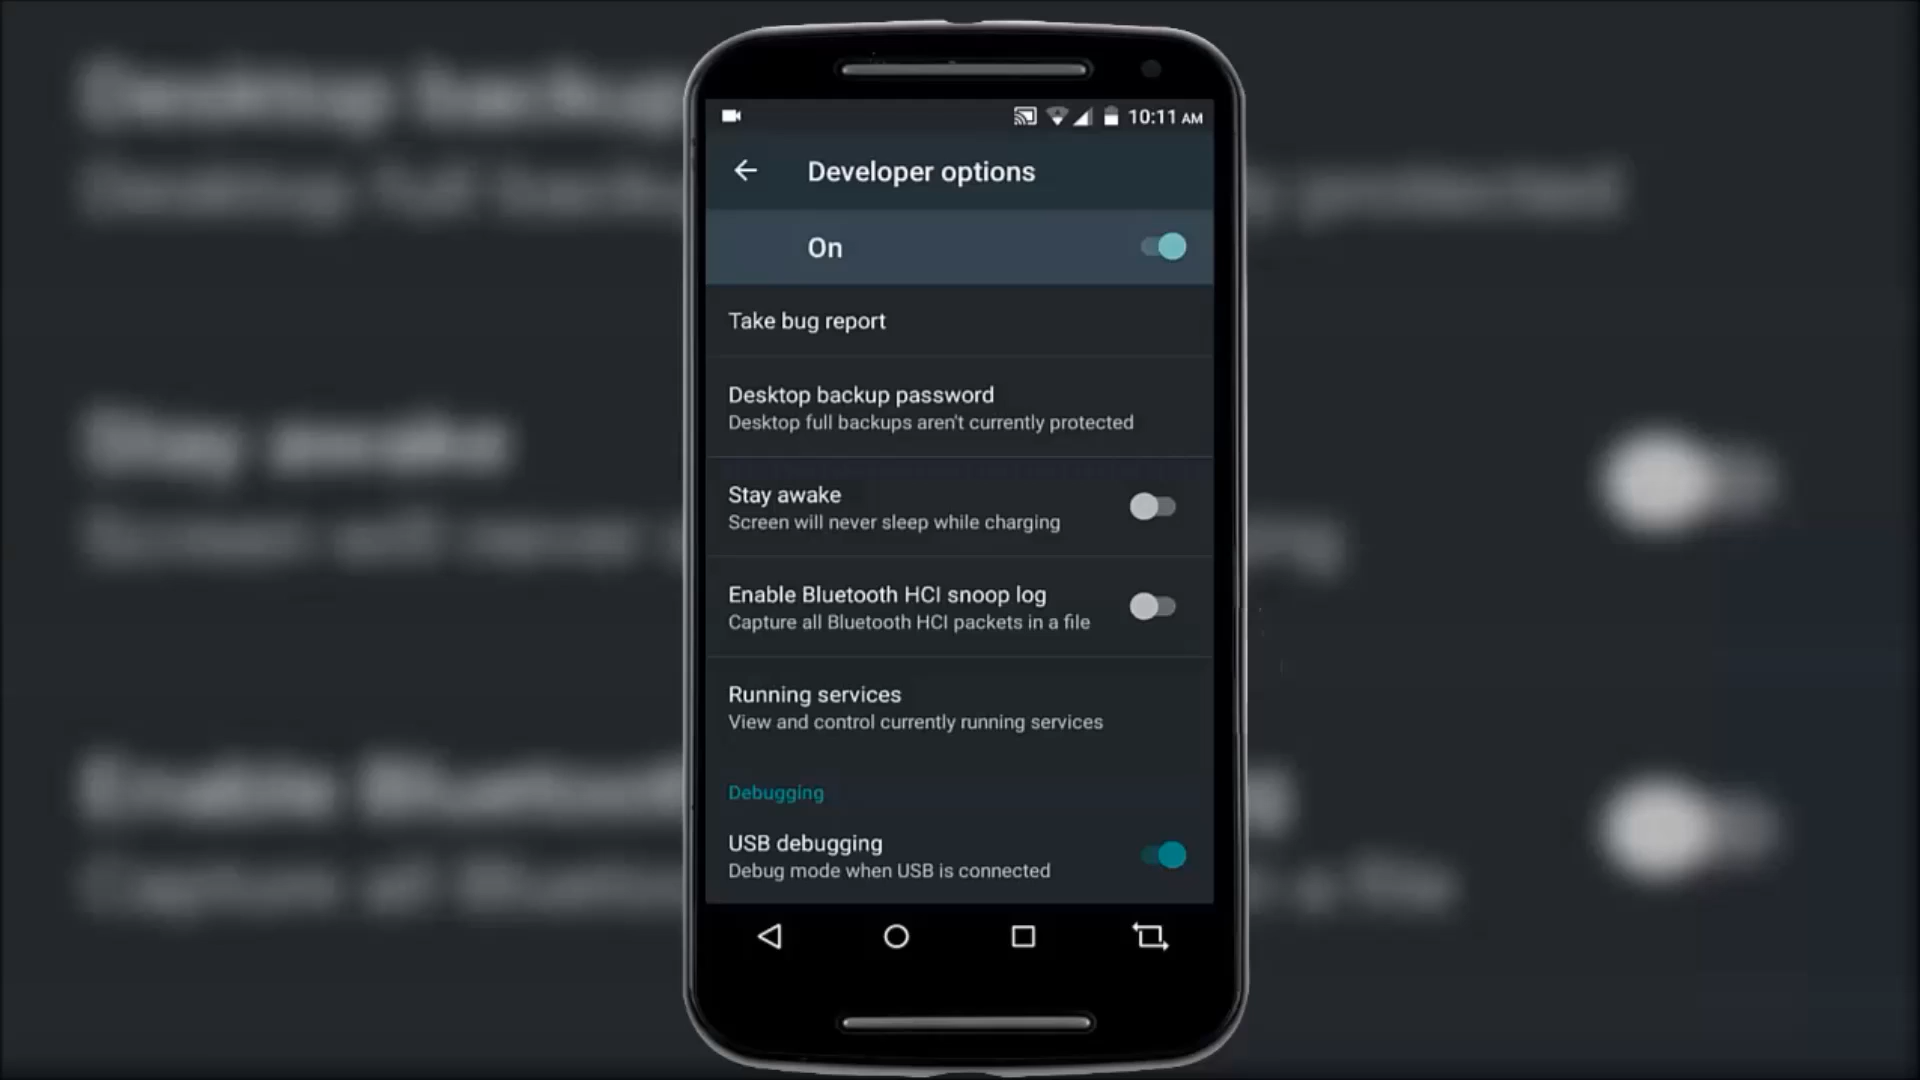 10:11 AM
Developer options
On
Take bug report
Desktop backup password
Desktop full backups aren't currently protected
Stay awake
Screen will never sleep while charging
Enable Bluetooth HCI snoop log
Capture all Bluetooth HCI packets in a file
Running services
View and control currently running services
Debugging
USB debugging
Debug mode when USB is connected